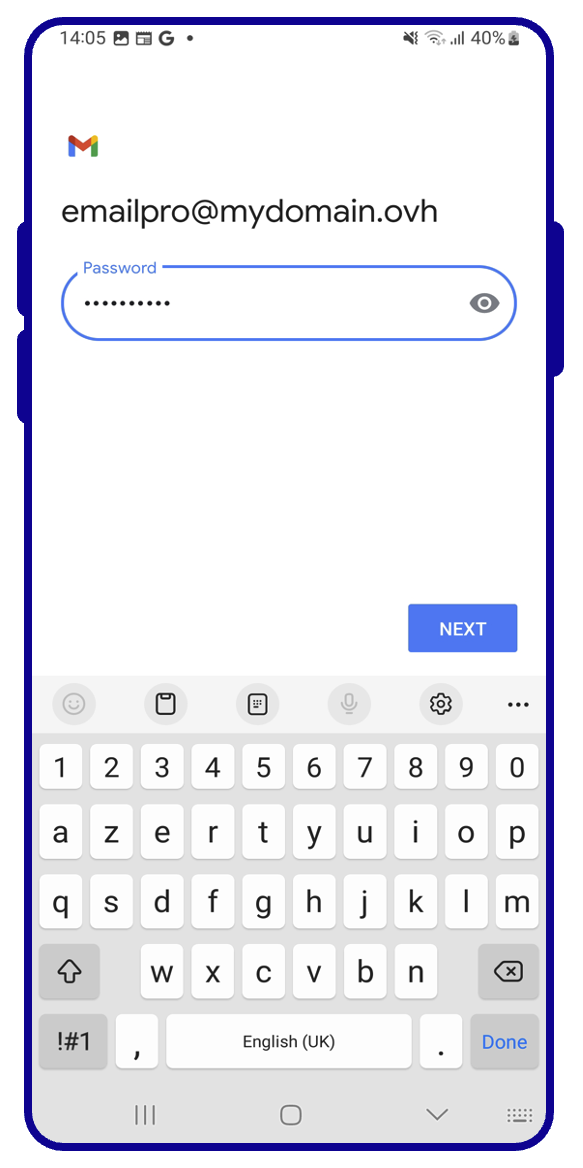 14:05 40%
emailpro@mydomain.ovh
Password
••••••••••
NEXT
1 2 3 4 5 6 7 8 9 0
a z e r t y u i o p
q s d f g h j k l m
w x c v b n
!#1 , English (UK) . Done